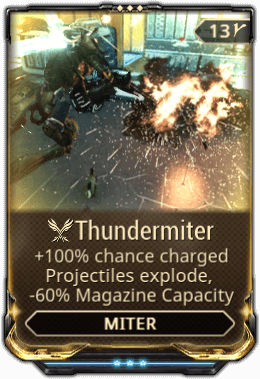 13
Thundermiter
+100% chance charged
Projectiles explode,
-60% Magazine Capacity
MITER